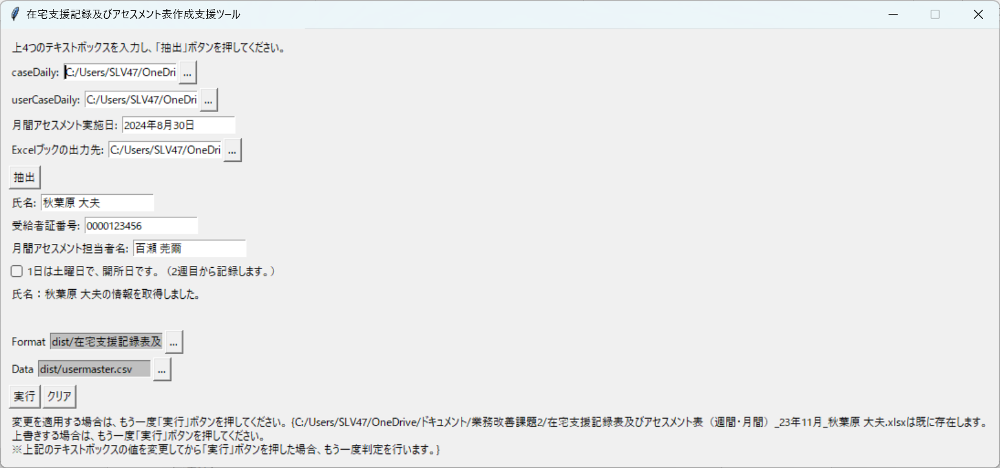 在宅支援記録及びアセスメント表作成支援ツール
上4つのテキストボックスを入力し、「抽出」ボタンを押してください。
caseDaily: C:/Users/SLV47/OneDri ...
userCaseDaily: C:/Users/SLV47/OneDri ...
月間アセスメント実施日: 2024年8月30日
Excelブックの出力先: C:/Users/SLV47/OneDri ...
抽出
氏名: 秋葉原 大夫
受給者証番号: 0000123456
月間アセスメント担当者名: 百瀬 莞爾
1日は土曜日で、開所日です。（2週目から記録します。）
氏名：秋葉原 大夫の情報を取得しました。
Format dist/在宅支援記録表及 ...
Data dist/usermaster.csv ...
実行 クリア
変更を適用する場合は、もう一度「実行」ボタンを押してください。{C:/Users/SLV47/OneDrive/ドキュメント/業務改善課題2/在宅支援記録表及びアセスメント表（週間・月間）_23年11月_秋葉原 大夫.xlsxは既に存在します。
上書きする場合は、もう一度「実行」ボタンを押してください。
※上記のテキストボックスの値を変更してから「実行」ボタンを押した場合、もう一度判定を行います。}